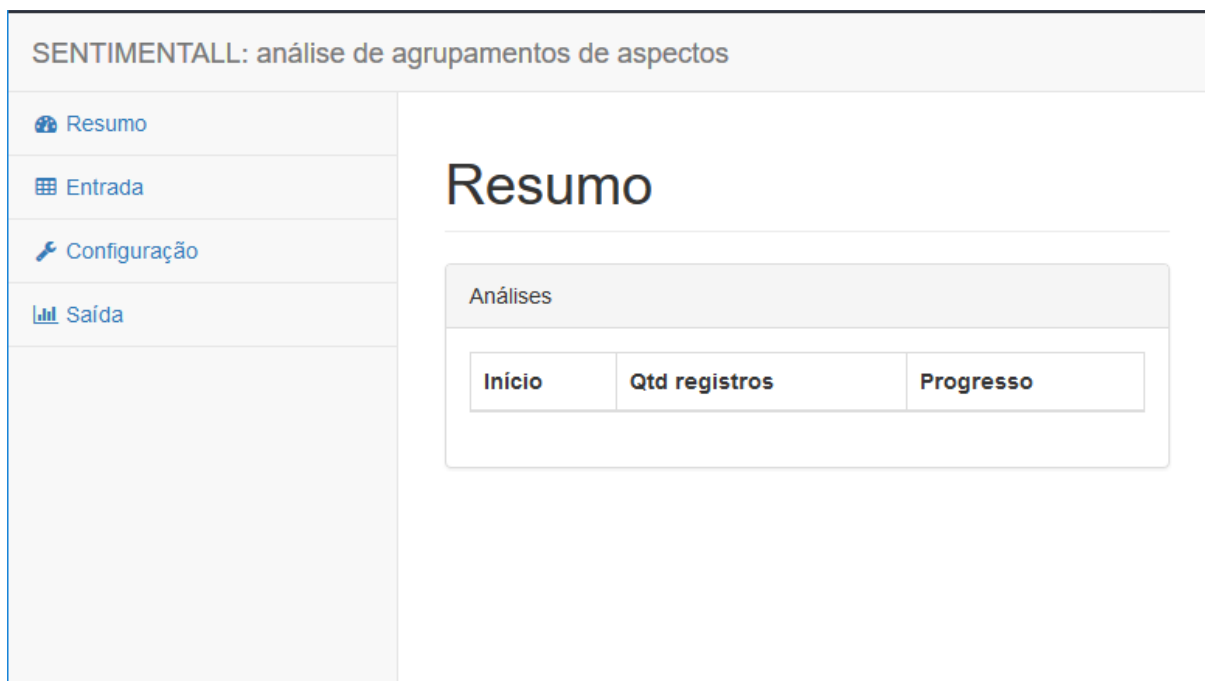 SENTIMENTALL: análise de agrupamentos de aspectos
Resumo
Entrada
Configuração
Saída
Resumo
Análises
Início Qtd registros Progresso